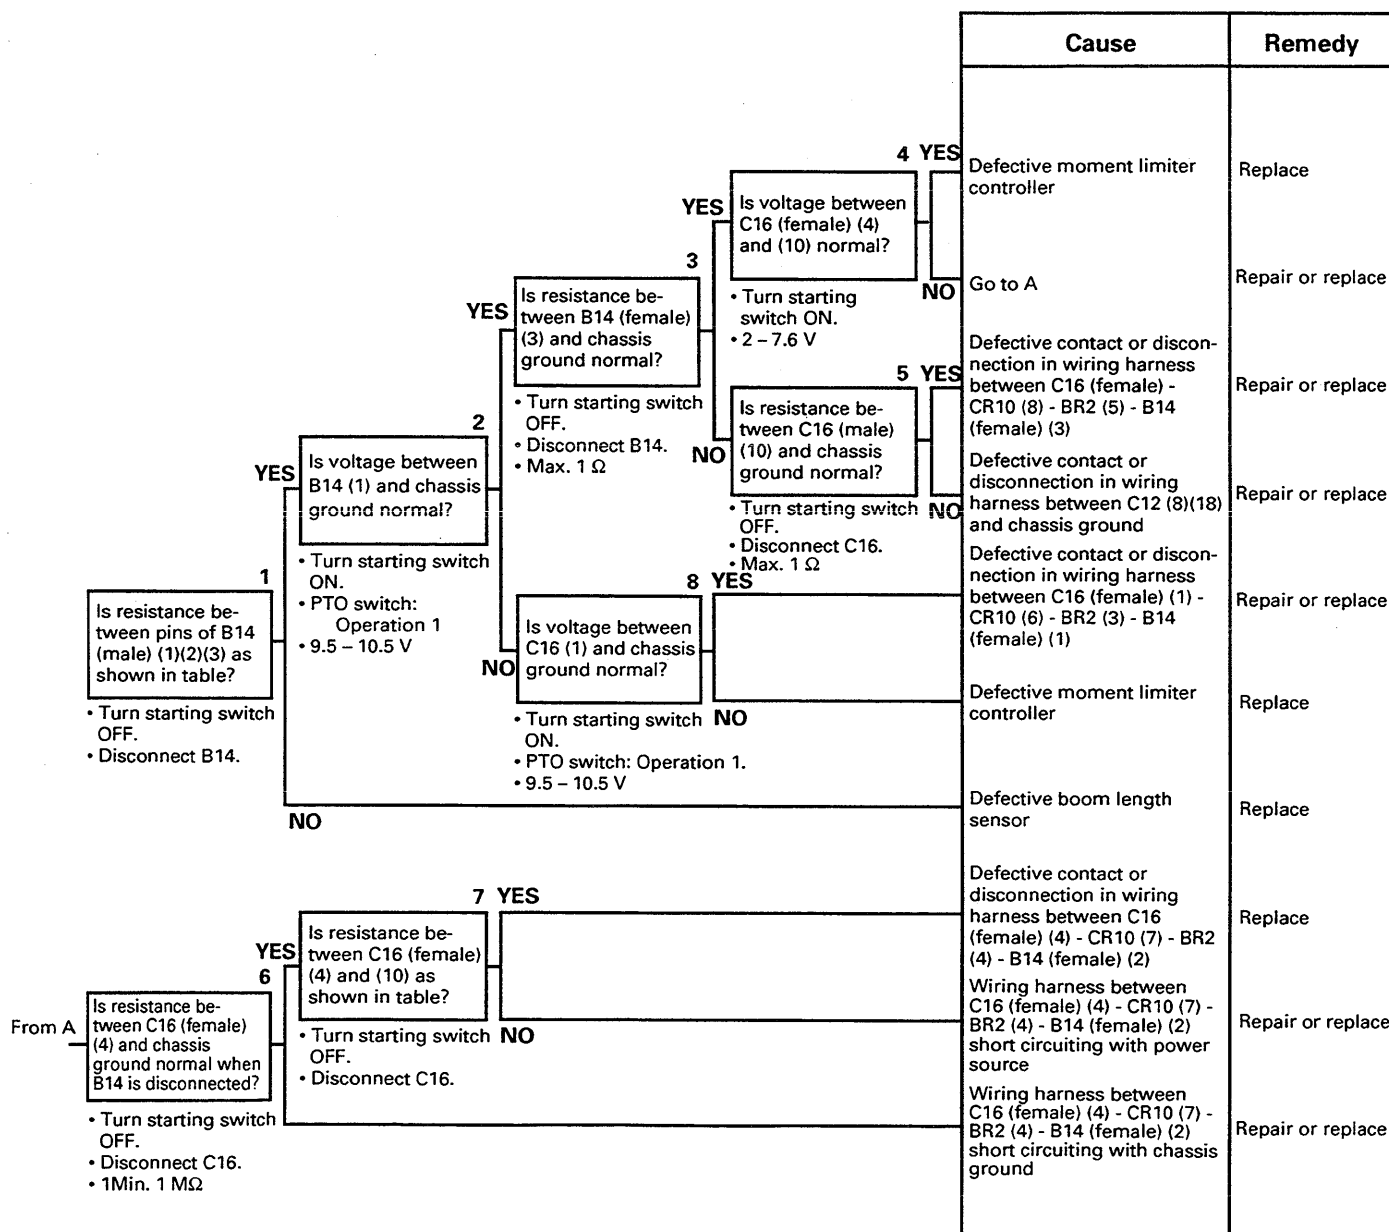 Cause
Remedy
4 YES
Is voltage between
C16 (female) (4)
and (10) normal?
Defective moment limiter
controller
Replace
YES
3
• Turn starting
switch ON.
• 2 – 7.6 V
NO
Go to A
Repair or replace
YES
Is resistance be-
tween B14 (female)
(3) and chassis
ground normal?
• Turn starting switch
OFF.
• Disconnect B14.
• Max. 1 Ω
NO
5 YES
Is resistance be-
tween C16 (male)
(10) and chassis
ground normal?
Defective contact or discon-
nection in wiring harness
between C16 (female) -
CR10 (8) - BR2 (5) - B14
(female) (3)
Repair or replace
• Turn starting switch
OFF.
• Disconnect C16.
• Max. 1 Ω
NO
Defective contact or
disconnection in wiring
harness between C12 (8)(18)
and chassis ground
Repair or replace
2
YES
Is voltage between
B14 (1) and chassis
ground normal?
• Turn starting switch
ON.
• PTO switch:
Operation 1
• 9.5 – 10.5 V
NO
8 YES
Is voltage between
C16 (1) and chassis
ground normal?
Defective contact or discon-
nection in wiring harness
between C16 (female) (1) -
CR10 (6) - BR2 (3) - B14
(female) (1)
Repair or replace
• Turn starting switch
ON.
• PTO switch: Operation 1.
• 9.5 – 10.5 V
NO
Defective moment limiter
controller
Replace
1
Is resistance be-
tween pins of B14
(male) (1)(2)(3) as
shown in table?
• Turn starting switch
OFF.
• Disconnect B14.
NO
Defective boom length
sensor
Replace
7 YES
YES
Is resistance be-
tween C16 (female)
(4) and (10) as
shown in table?
Defective contact or
disconnection in wiring
harness between C16
(female) (4) - CR10 (7) - BR2
(4) - B14 (female) (2)
Replace
• Turn starting switch
OFF.
• Disconnect C16.
NO
Wiring harness between
C16 (female) (4) - CR10 (7) -
BR2 (4) - B14 (female) (2)
short circuiting with power
source
Repair or replace
6
From A
Is resistance be-
tween C16 (female)
(4) and chassis
ground normal when
B14 is disconnected?
• Turn starting switch
OFF.
• Disconnect C16.
• 1Min. 1 MΩ
Wiring harness between
C16 (female) (4) - CR10 (7) -
BR2 (4) - B14 (female) (2)
short circuiting with chassis
ground
Repair or replace